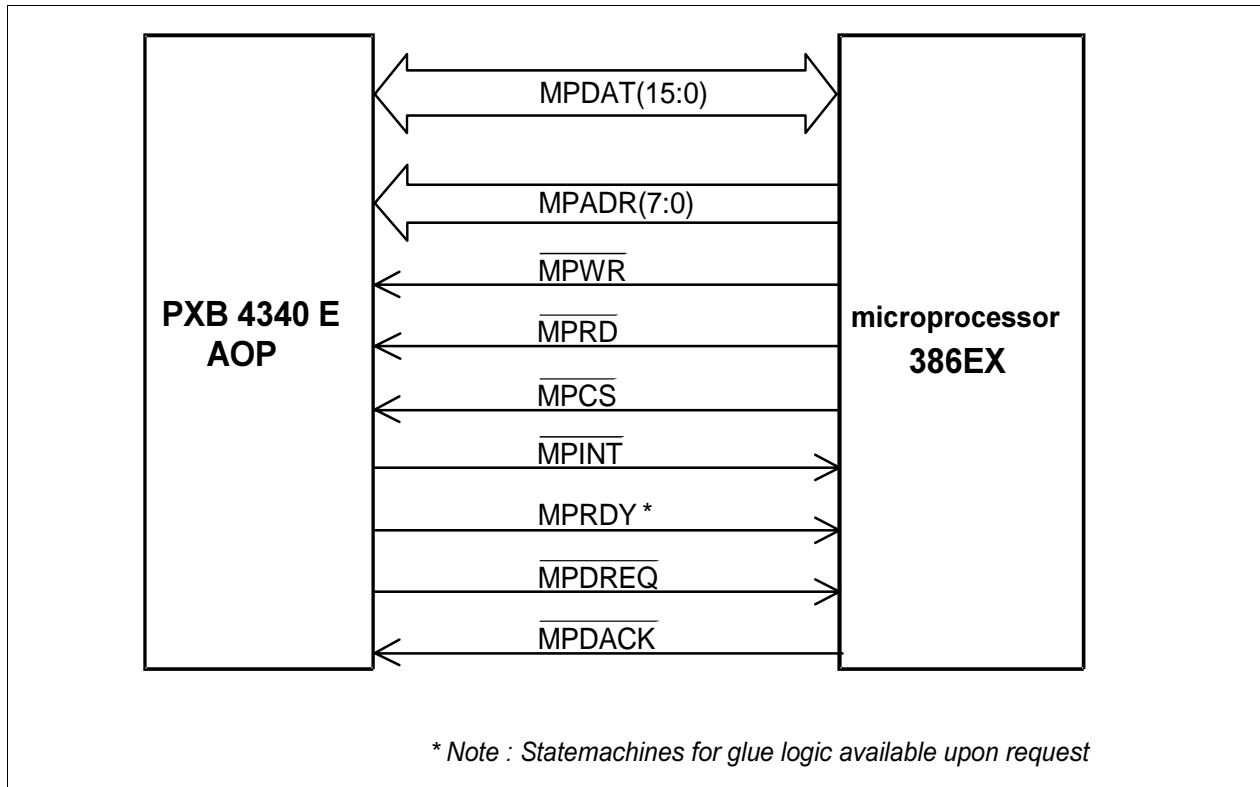 MPDAT(15:0)
MPADR(7:0)
MPWR
PXB 4340 E
AOP
MPRD
microprocessor
386EX
MPCS
MPINT
MPRDY *
MPDREQ
MPDACK
* Note : Statemachines for glue logic available upon request